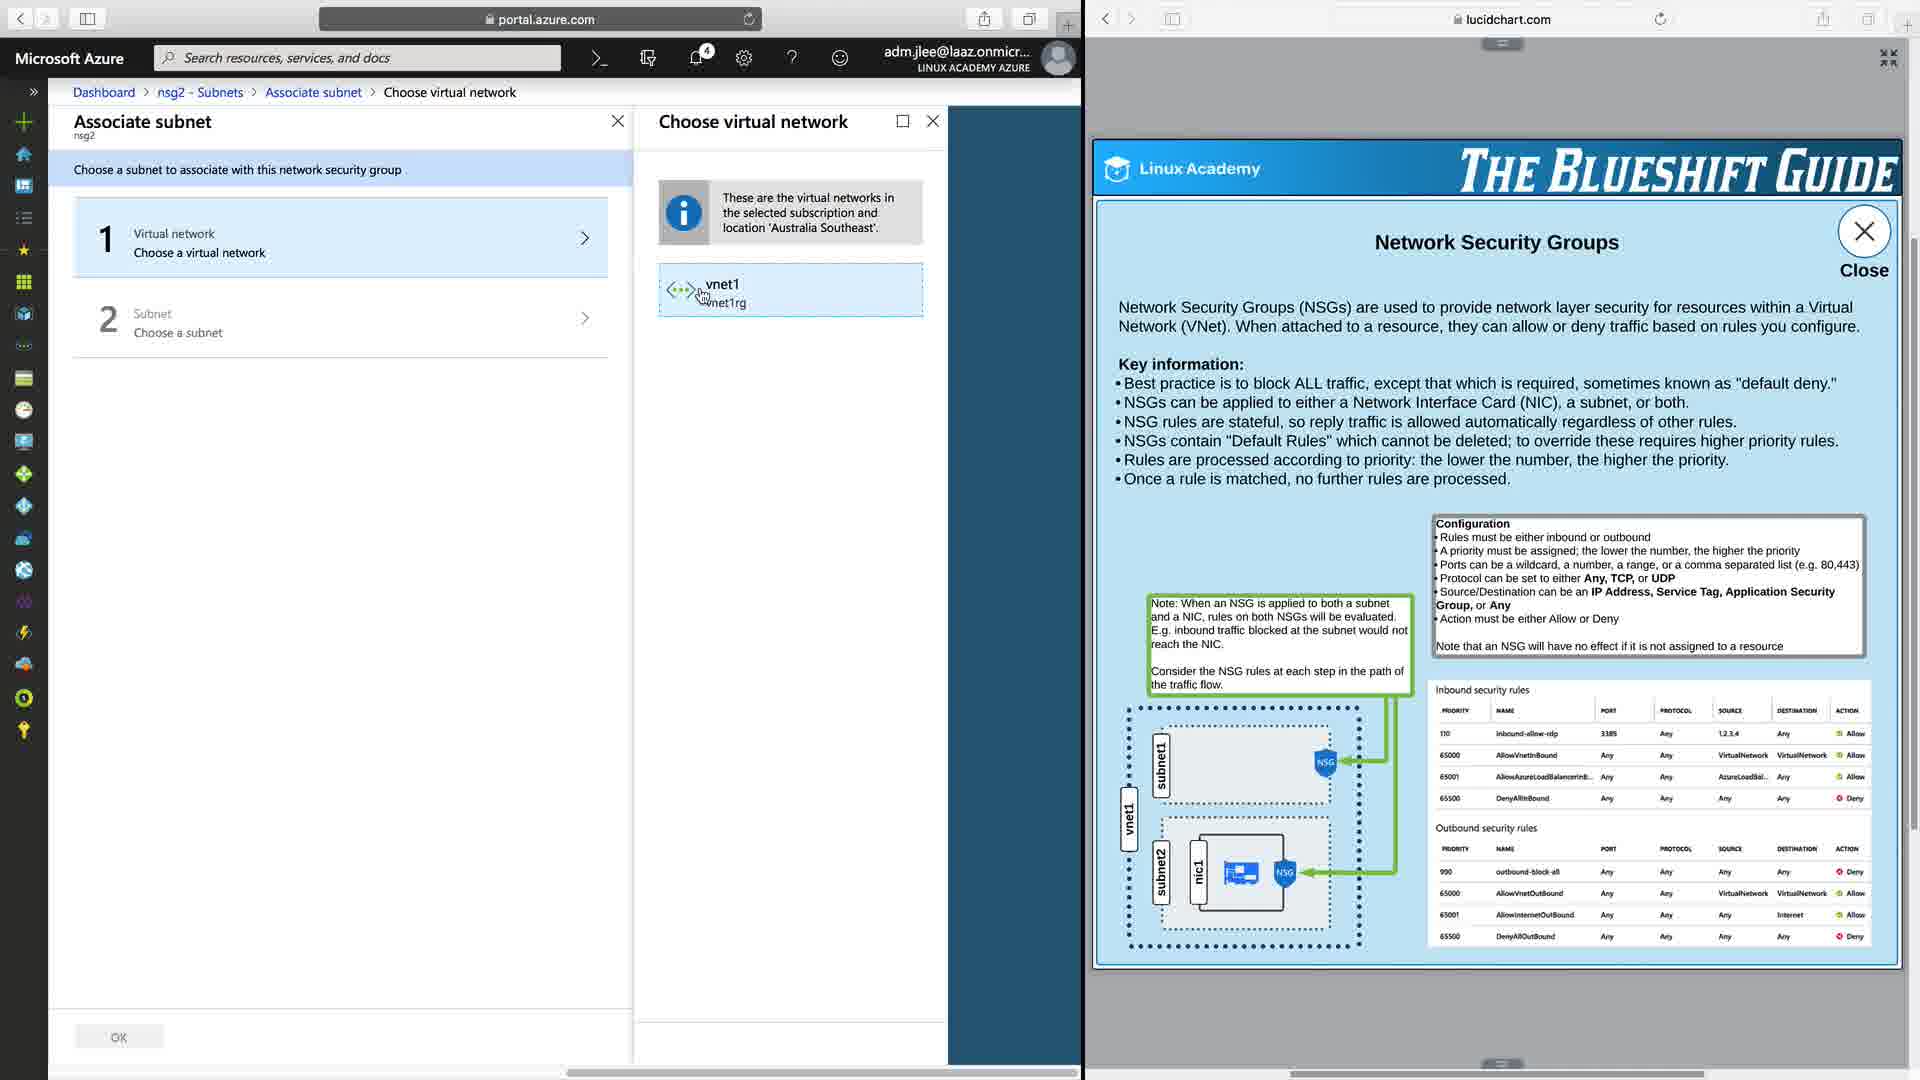 portal.azure.com
lucidchart.com
Microsoft Azure
Search resources, services, and docs
4
adm.jlee@laaz.onmicr...
LINUX ACADEMY AZURE
Dashboard > nsg2 - Subnets > Associate subnet > Choose virtual network
Associate subnet
nsg2
Choose a subnet to associate with this network security group
1
Virtual network
Choose a virtual network
2
Subnet
Choose a subnet
OK
Choose virtual network
These are the virtual networks in
the selected subscription and
location 'Australia Southeast'.
vnet1
vnet1rg
Linux Academy
THE BLUESHIFT GUIDE
Network Security Groups
Close
Network Security Groups (NSGs) are used to provide network layer security for resources within a Virtual
Network (VNet). When attached to a resource, they can allow or deny traffic based on rules you configure.
Key information:
• Best practice is to block ALL traffic, except that which is required, sometimes known as "default deny."
• NSGs can be applied to either a Network Interface Card (NIC), a subnet, or both.
• NSG rules are stateful, so reply traffic is allowed automatically regardless of other rules.
• NSGs contain "Default Rules" which cannot be deleted; to override these requires higher priority rules.
• Rules are processed according to priority: the lower the number, the higher the priority.
• Once a rule is matched, no further rules are processed.
Configuration
• Rules must be either inbound or outbound
• A priority must be assigned; the lower the number, the higher the priority
• Ports can be a wildcard, a number, a range, or a comma separated list (e.g. 80,443)
• Protocol can be set to either Any, TCP, or UDP
• Source/Destination can be an IP Address, Service Tag, Application Security
Group, or Any
• Action must be either Allow or Deny
Note that an NSG will have no effect if it is not assigned to a resource
Note: When an NSG is applied to both a subnet
and a NIC, rules on both NSGs will be evaluated.
E.g. inbound traffic blocked at the subnet would not
reach the NIC.
Consider the NSG rules at each step in the path of
the traffic flow.
vnet1
subnet1
NSG
subnet2
nic1
NSG
Inbound security rules
PRIORITY NAME PORT PROTOCOL SOURCE DESTINATION ACTION
110 inbound-allow-rdp 3389 Any 1.2.3.4 Any Allow
65000 AllowVnetInBound Any Any VirtualNetwork VirtualNetwork Allow
65001 AllowAzureLoadBalancerInB... Any Any AzureLoadBal... Any Allow
65500 DenyAllInBound Any Any Any Any Deny
Outbound security rules
PRIORITY NAME PORT PROTOCOL SOURCE DESTINATION ACTION
990 outbound-block-all Any Any Any Any Deny
65000 AllowVnetOutBound Any Any VirtualNetwork VirtualNetwork Allow
65001 AllowInternetOutBound Any Any Any Internet Allow
65500 DenyAllOutBound Any Any Any Any Deny